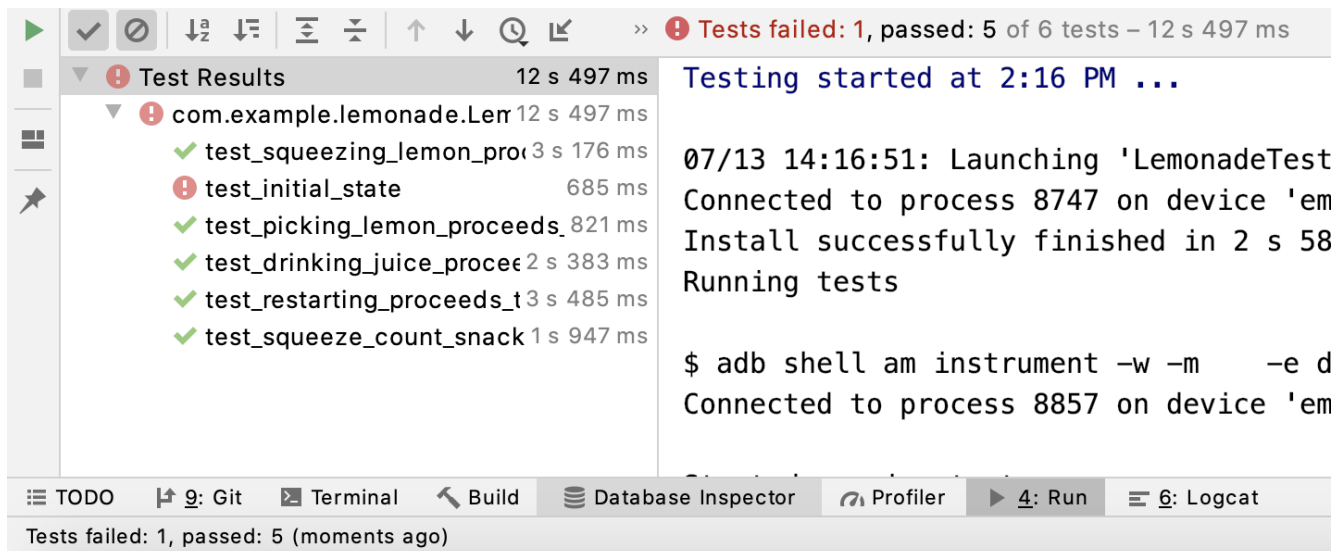 Tests failed: 1, passed: 5 of 6 tests – 12 s 497 ms
Test Results 12 s 497 ms
com.example.lemonade.Lem 12 s 497 ms
test_squeezing_lemon_proc 3 s 176 ms
test_initial_state 685 ms
test_picking_lemon_proceeds_ 821 ms
test_drinking_juice_procee 2 s 383 ms
test_restarting_proceeds_t 3 s 485 ms
test_squeeze_count_snack 1 s 947 ms
Testing started at 2:16 PM ...
07/13 14:16:51: Launching 'LemonadeTest
Connected to process 8747 on device 'em
Install successfully finished in 2 s 58
Running tests
$ adb shell am instrument -w -m    -e d
Connected to process 8857 on device 'em
TODO 9: Git Terminal Build Database Inspector Profiler 4: Run 6: Logcat
Tests failed: 1, passed: 5 (moments ago)